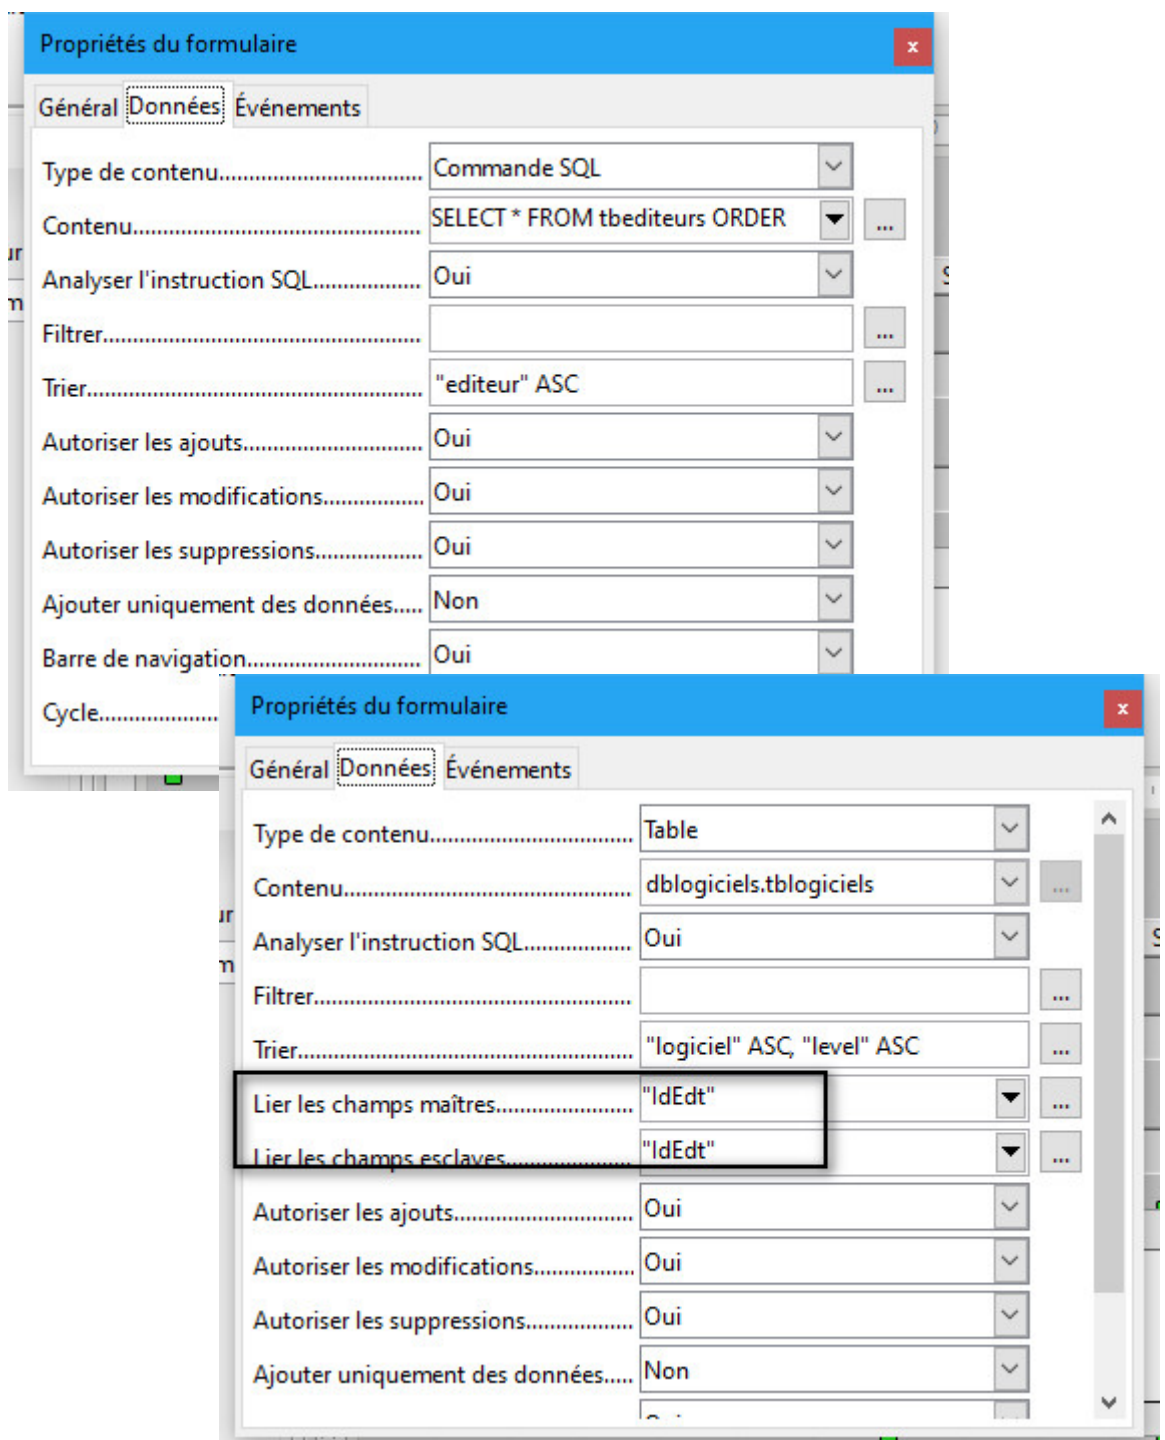 Propriétés du formulaire
x
Général Données Événements
Type de contenu................................. Commande SQL
Contenu.............................................. SELECT * FROM tbediteurs ORDER ...
Analyser l'instruction SQL................. Oui
Filtrer................................................... ...
Trier...................................................... "editeur" ASC ...
Autoriser les ajouts............................. Oui
Autoriser les modifications................ Oui
Autoriser les suppressions................. Oui
Ajouter uniquement des données..... Non
Barre de navigation............................ Oui
Cycle...................
Propriétés du formulaire
x
Général Données Événements
Type de contenu................................. Table
Contenu.............................................. dblogiciels.tblogiciels ...
Analyser l'instruction SQL................. Oui
Filtrer................................................... ...
Trier...................................................... "logiciel" ASC, "level" ASC ...
Lier les champs maîtres...................... "IdEdt" ...
Lier les champs esclaves.................... "IdEdt" ...
Autoriser les ajouts............................. Oui
Autoriser les modifications................ Oui
Autoriser les suppressions................. Oui
Ajouter uniquement des données..... Non